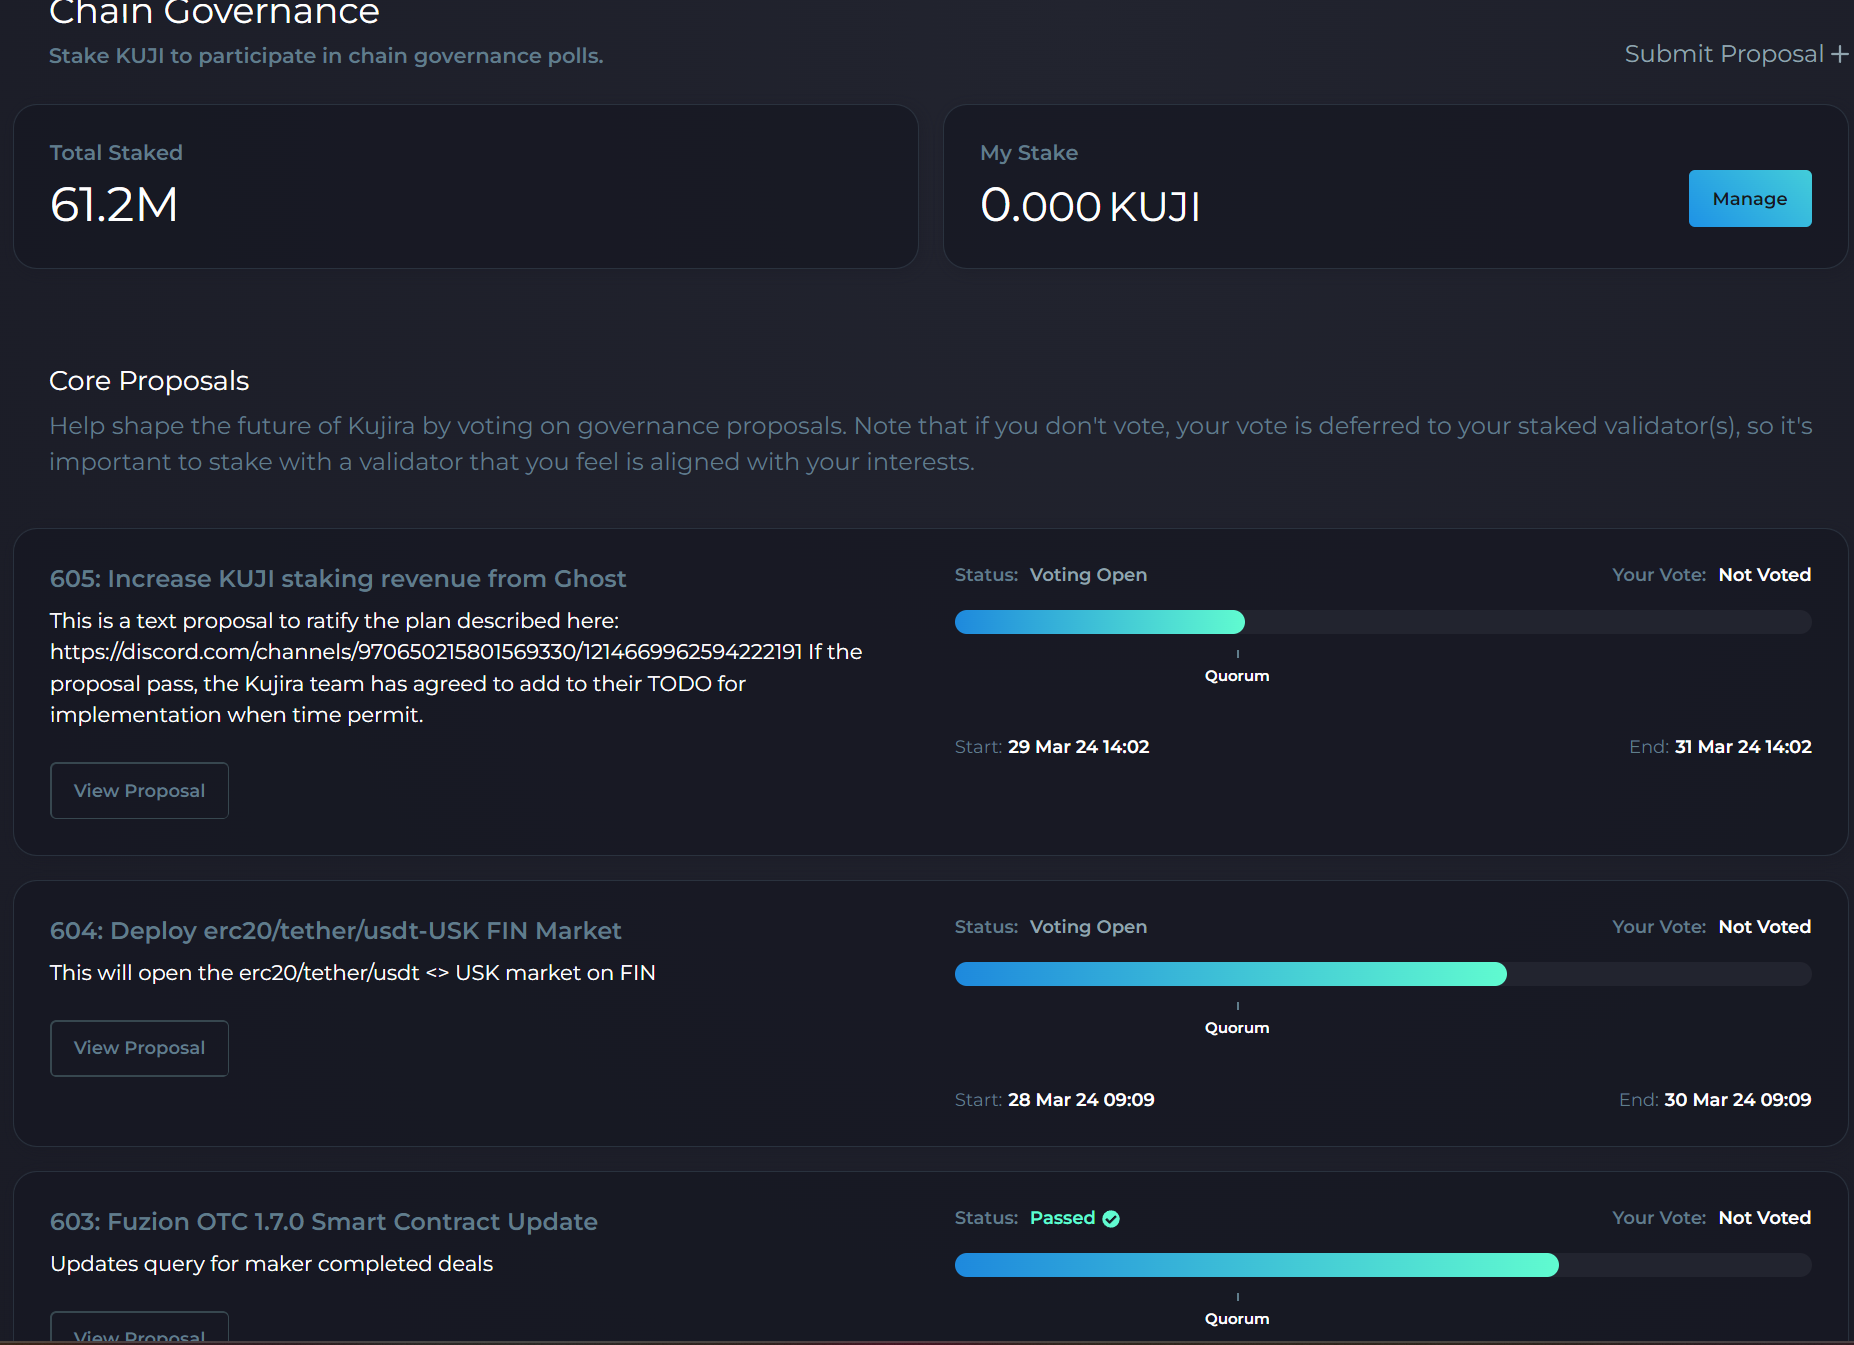 Chain Governance
Stake KUJI to participate in chain governance polls.
Submit Proposal +
Total Staked
61.2M
My Stake
0.000 KUJI
Manage
Core Proposals
Help shape the future of Kujira by voting on governance proposals. Note that if you don't vote, your vote is deferred to your staked validator(s), so it's
important to stake with a validator that you feel is aligned with your interests.
605: Increase KUJI staking revenue from Ghost
This is a text proposal to ratify the plan described here:
https://discord.com/channels/970650215801569330/1214669962594222191 If the
proposal pass, the Kujira team has agreed to add to their TODO for
implementation when time permit.
View Proposal
Status: Voting Open
Your Vote: Not Voted
Quorum
Start: 29 Mar 24 14:02
End: 31 Mar 24 14:02
604: Deploy erc20/tether/usdt-USK FIN Market
This will open the erc20/tether/usdt <> USK market on FIN
View Proposal
Status: Voting Open
Your Vote: Not Voted
Quorum
Start: 28 Mar 24 09:09
End: 30 Mar 24 09:09
603: Fuzion OTC 1.7.0 Smart Contract Update
Updates query for maker completed deals
View Proposal
Status: Passed
Your Vote: Not Voted
Quorum